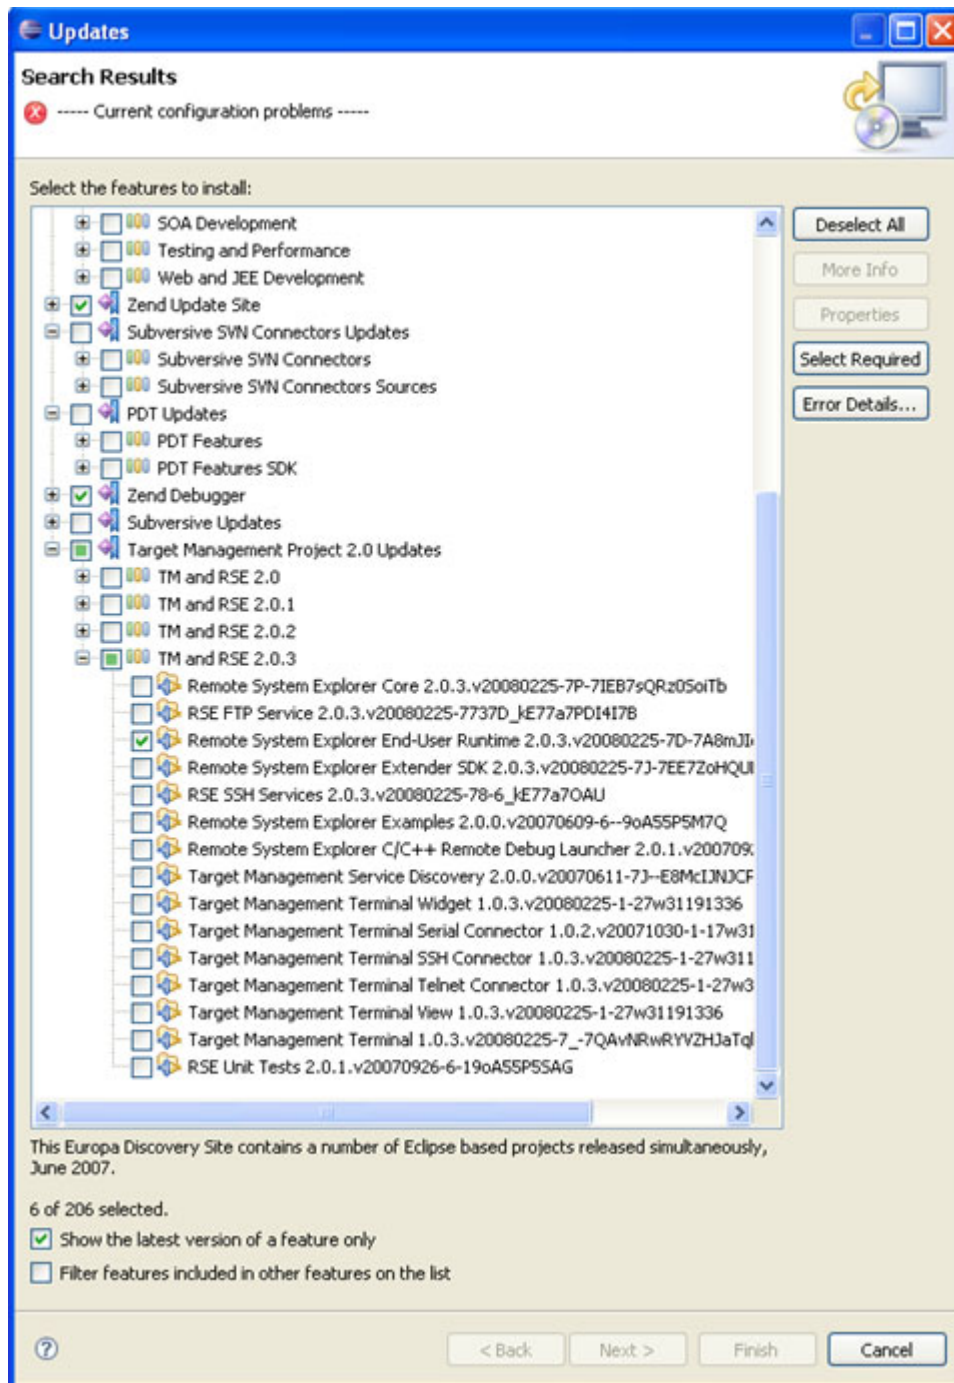 Updates
Search Results
----- Current configuration problems -----
Select the features to install:
SOA Development
Testing and Performance
Web and JEE Development
Zend Update Site
Subversive SVN Connectors Updates
Subversive SVN Connectors
Subversive SVN Connectors Sources
PDT Updates
PDT Features
PDT Features SDK
Zend Debugger
Subversive Updates
Target Management Project 2.0 Updates
TM and RSE 2.0
TM and RSE 2.0.1
TM and RSE 2.0.2
TM and RSE 2.0.3
Remote System Explorer Core 2.0.3.v20080225-7P-7IEB7sQRz0SoiTb
RSE FTP Service 2.0.3.v20080225-7737D_kE77a7PDI4I7B
Remote System Explorer End-User Runtime 2.0.3.v20080225-7D-7A8mJI
Remote System Explorer Extender SDK 2.0.3.v20080225-7J-7EE7ZoHQU
RSE SSH Services 2.0.3.v20080225-78-6_kE77a7OAU
Remote System Explorer Examples 2.0.0.v20070609-6--9oA55P5M7Q
Remote System Explorer C/C++ Remote Debug Launcher 2.0.1.v200709
Target Management Service Discovery 2.0.0.v20070611-7J--E8McIJNJCF
Target Management Terminal Widget 1.0.3.v20080225-1-27w31191336
Target Management Terminal Serial Connector 1.0.2.v20071030-1-17w31
Target Management Terminal SSH Connector 1.0.3.v20080225-1-27w311
Target Management Terminal Telnet Connector 1.0.3.v20080225-1-27w3
Target Management Terminal View 1.0.3.v20080225-1-27w31191336
Target Management Terminal 1.0.3.v20080225-7_-7QAvNRwRYVZHJaTql
RSE Unit Tests 2.0.1.v20070926-6-19oA55P5SAG
Deselect All
More Info
Properties
Select Required
Error Details...
This Europa Discovery Site contains a number of Eclipse based projects released simultaneously,
June 2007.
6 of 206 selected.
Show the latest version of a feature only
Filter features included in other features on the list
< Back
Next >
Finish
Cancel